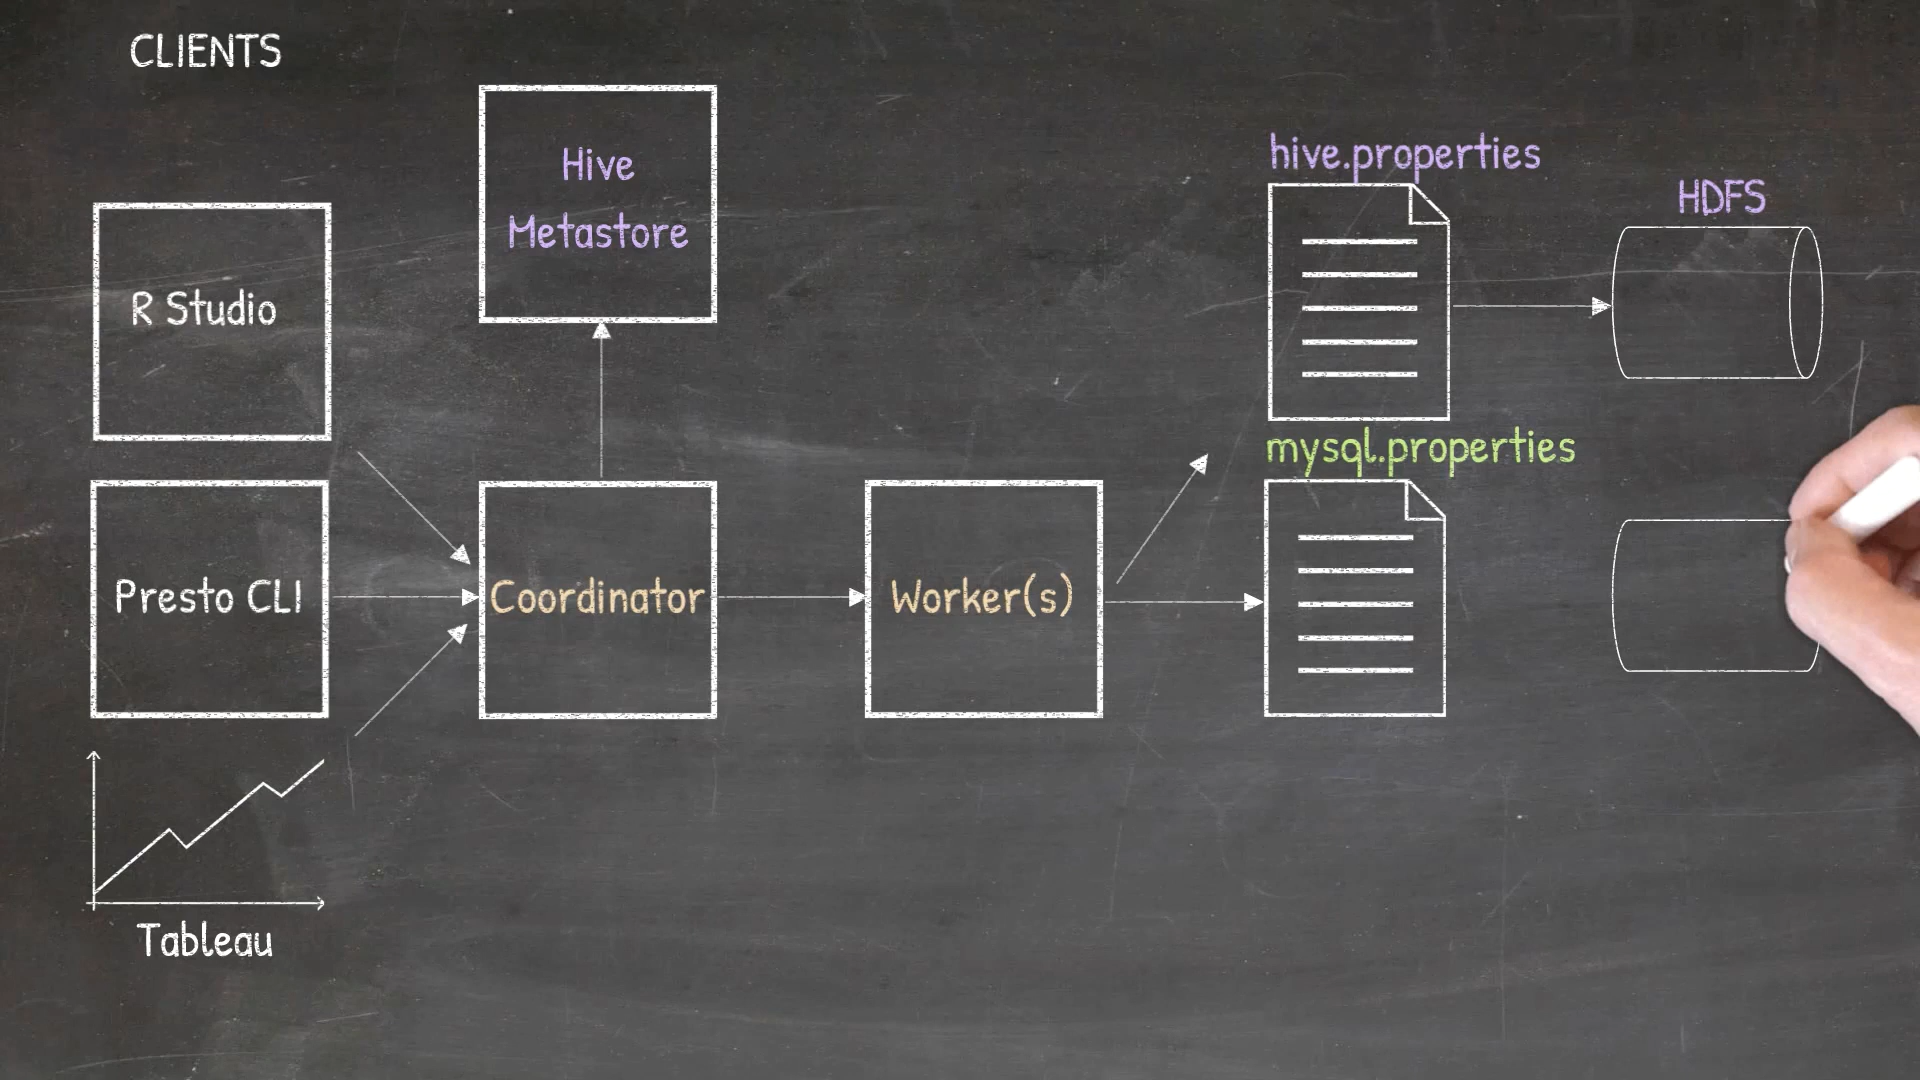 CLIENTS
Hive
Metastore
hive.properties
HDFS
R Studio
mysql.properties
Presto CLI
Coordinator
Worker(s)
Tableau